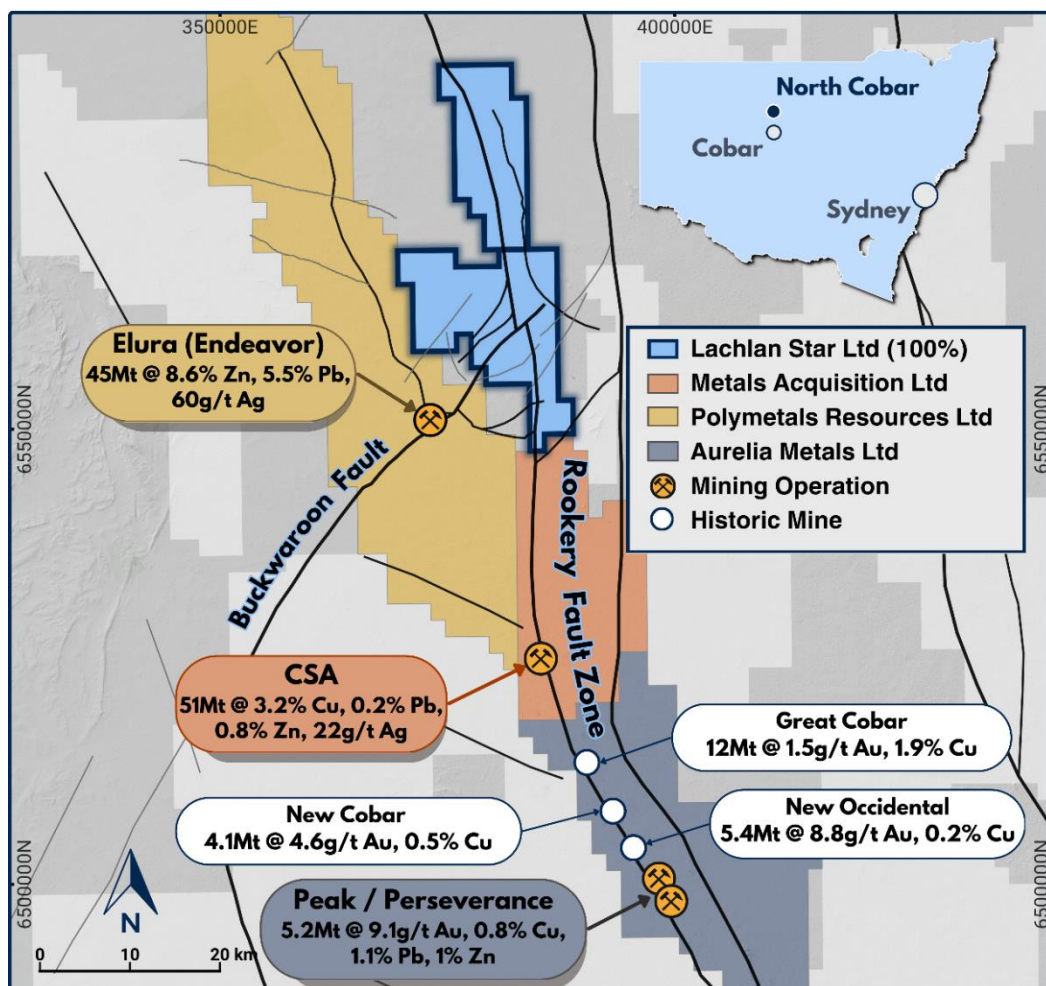 350000E
400000E
North Cobar
Cobar
Sydney
Elura (Endeavor)
45Mt @ 8.6% Zn, 5.5% Pb,
60g/t Ag
Lachlan Star Ltd (100%)
Metals Acquisition Ltd
Polymetals Resources Ltd
Aurelia Metals Ltd
Mining Operation
Historic Mine
6550000N
6550000N
Buckwaroon Fault
Rookery Fault Zone
CSA
51Mt @ 3.2% Cu, 0.2% Pb,
0.8% Zn, 22g/t Ag
Great Cobar
12Mt @ 1.5g/t Au, 1.9% Cu
New Cobar
4.1Mt @ 4.6g/t Au, 0.5% Cu
New Occidental
5.4Mt @ 8.8g/t Au, 0.2% Cu
6500000N
6500000N
Peak / Perseverance
5.2Mt @ 9.1g/t Au, 0.8% Cu,
1.1% Pb, 1% Zn
N
0 10 20 km